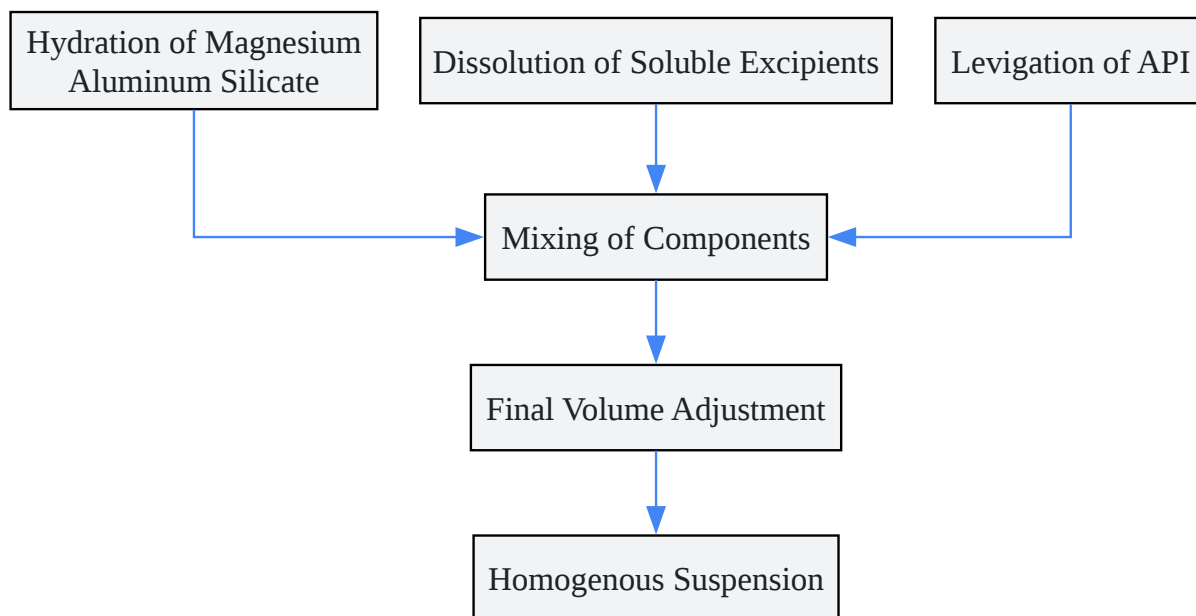 Hydration of Magnesium
Aluminum Silicate
Dissolution of Soluble Excipients
Levigation of API
Mixing of Components
Final Volume Adjustment
Homogenous Suspension